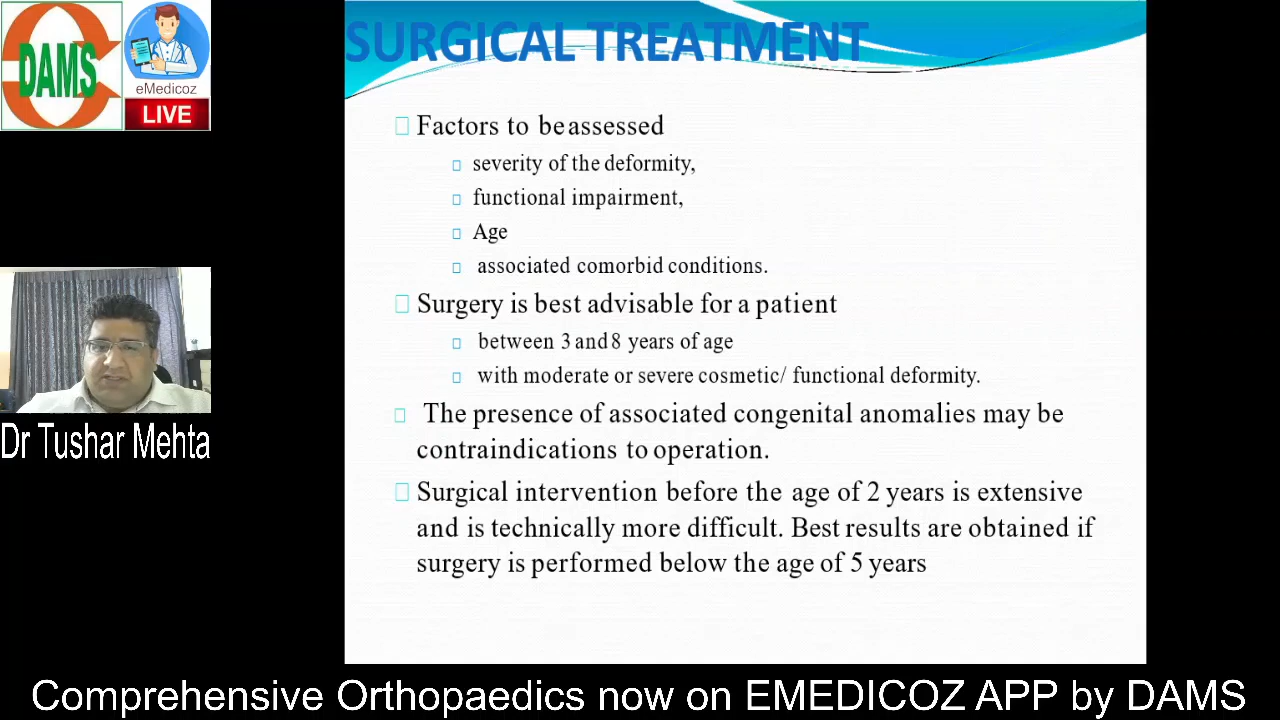 DAMS
eMedicoz
LIVE
SURGICAL TREATMENT
Factors to be assessed
severity of the deformity,
functional impairment,
Age
associated comorbid conditions.
Surgery is best advisable for a patient
between 3 and 8 years of age
with moderate or severe cosmetic/ functional deformity.
The presence of associated congenital anomalies may be
contraindications to operation.
Surgical intervention before the age of 2 years is extensive
and is technically more difficult. Best results are obtained if
surgery is performed below the age of 5 years
Dr Tushar Mehta
Comprehensive Orthopaedics now on EMEDICOZ APP by DAMS